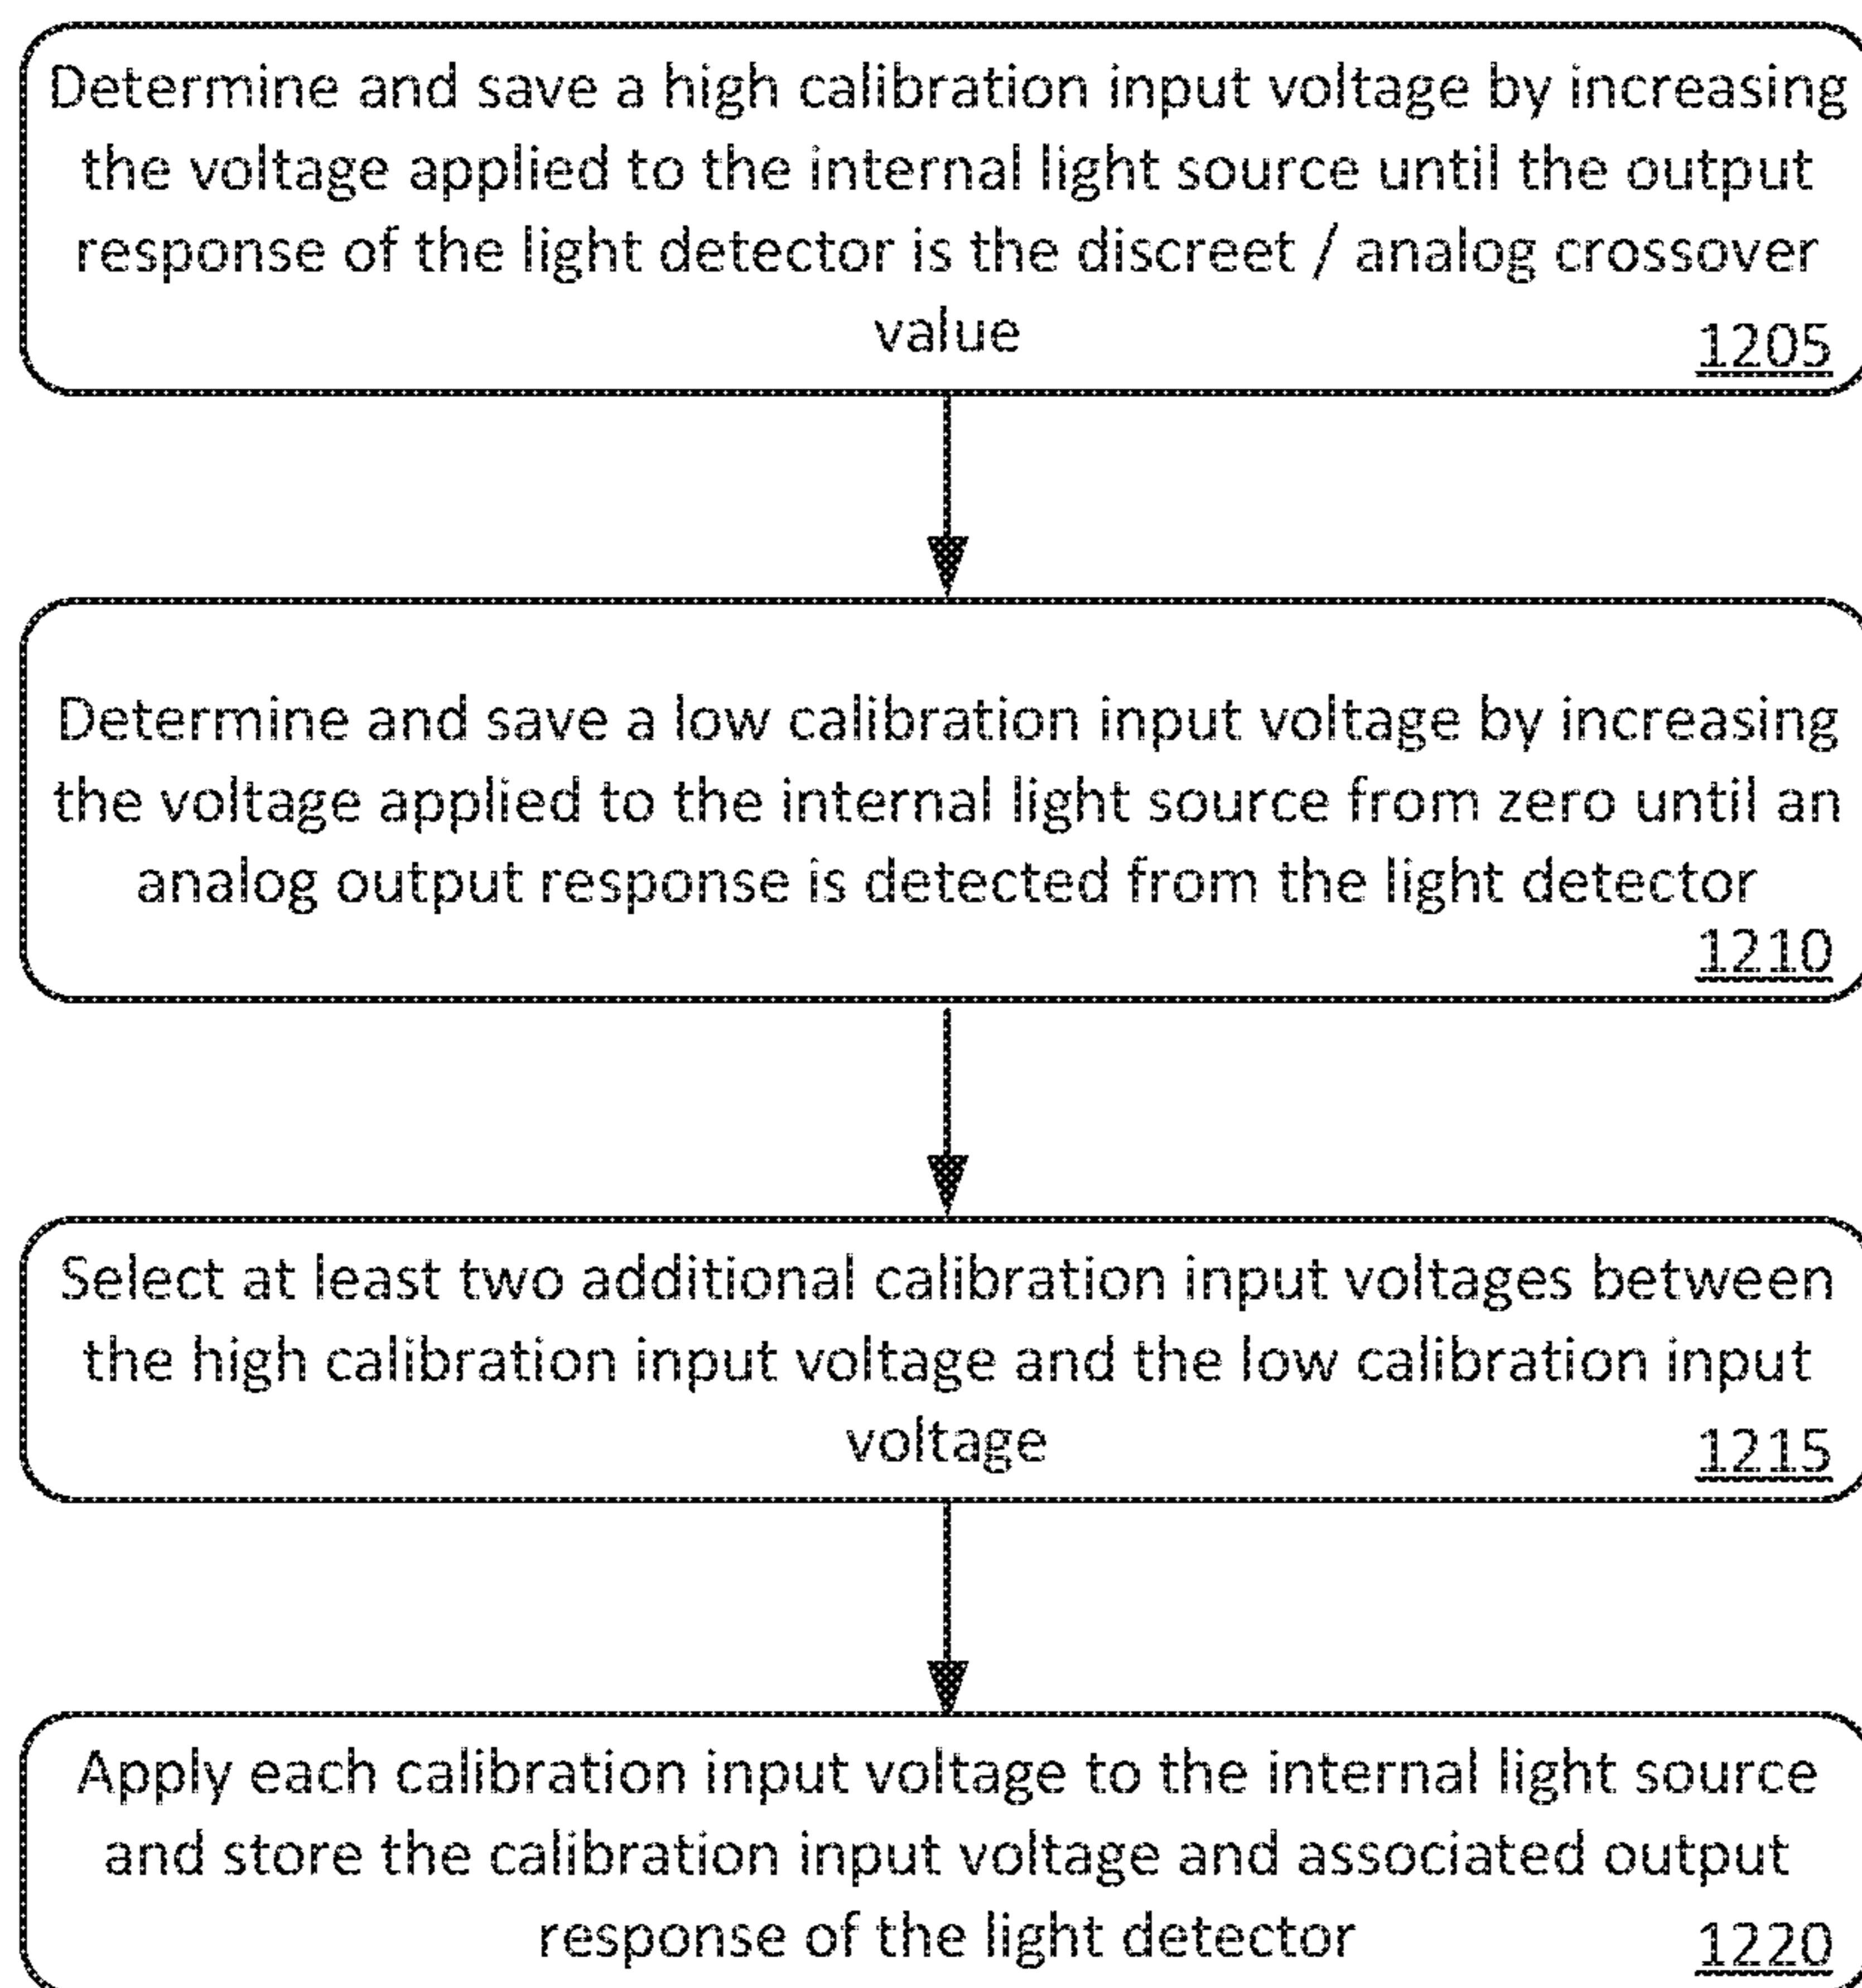 Determine and save a high calibration input voltage by increasing
the voltage applied to the internal light source until the output
response of the light detector is the discreet / analog crossover
value
1205
Determine and save a low calibration input voltage by increasing
the voltage applied to the internal light source from zero until an
analog output response is detected from the light detector
1210
Select at least two additional calibration input voltages between
the high calibration input voltage and the low calibration input
voltage
1215
Apply each calibration input voltage to the internal light source
and store the calibration input voltage and associated output
response of the light detector
1220